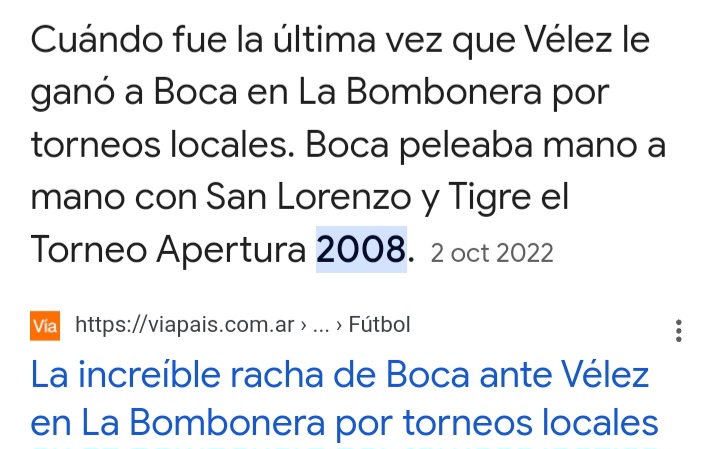 Cuándo fue la última vez que Vélez le
ganó a Boca en La Bombonera por
torneos locales. Boca peleaba mano a
mano con San Lorenzo y Tigre el
Torneo Apertura 2008. 2 oct 2022
Vía https://viapais.com.ar › ... › Fútbol
La increíble racha de Boca ante Vélez
en La Bombonera por torneos locales